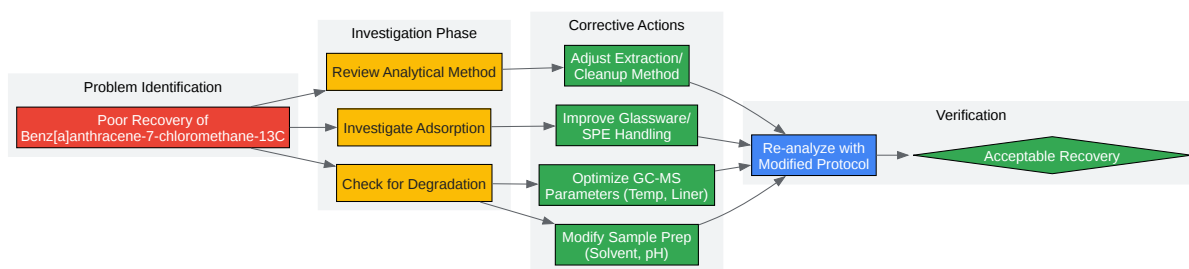 Problem Identification
Poor Recovery of
Benz[a]anthracene-7-chloromethane-13C
Investigation Phase
Review Analytical Method
Investigate Adsorption
Check for Degradation
Corrective Actions
Adjust Extraction/
Cleanup Method
Improve Glassware/
SPE Handling
Optimize GC-MS
Parameters (Temp, Liner)
Modify Sample Prep
(Solvent, pH)
Verification
Re-analyze with
Modified Protocol
Acceptable Recovery